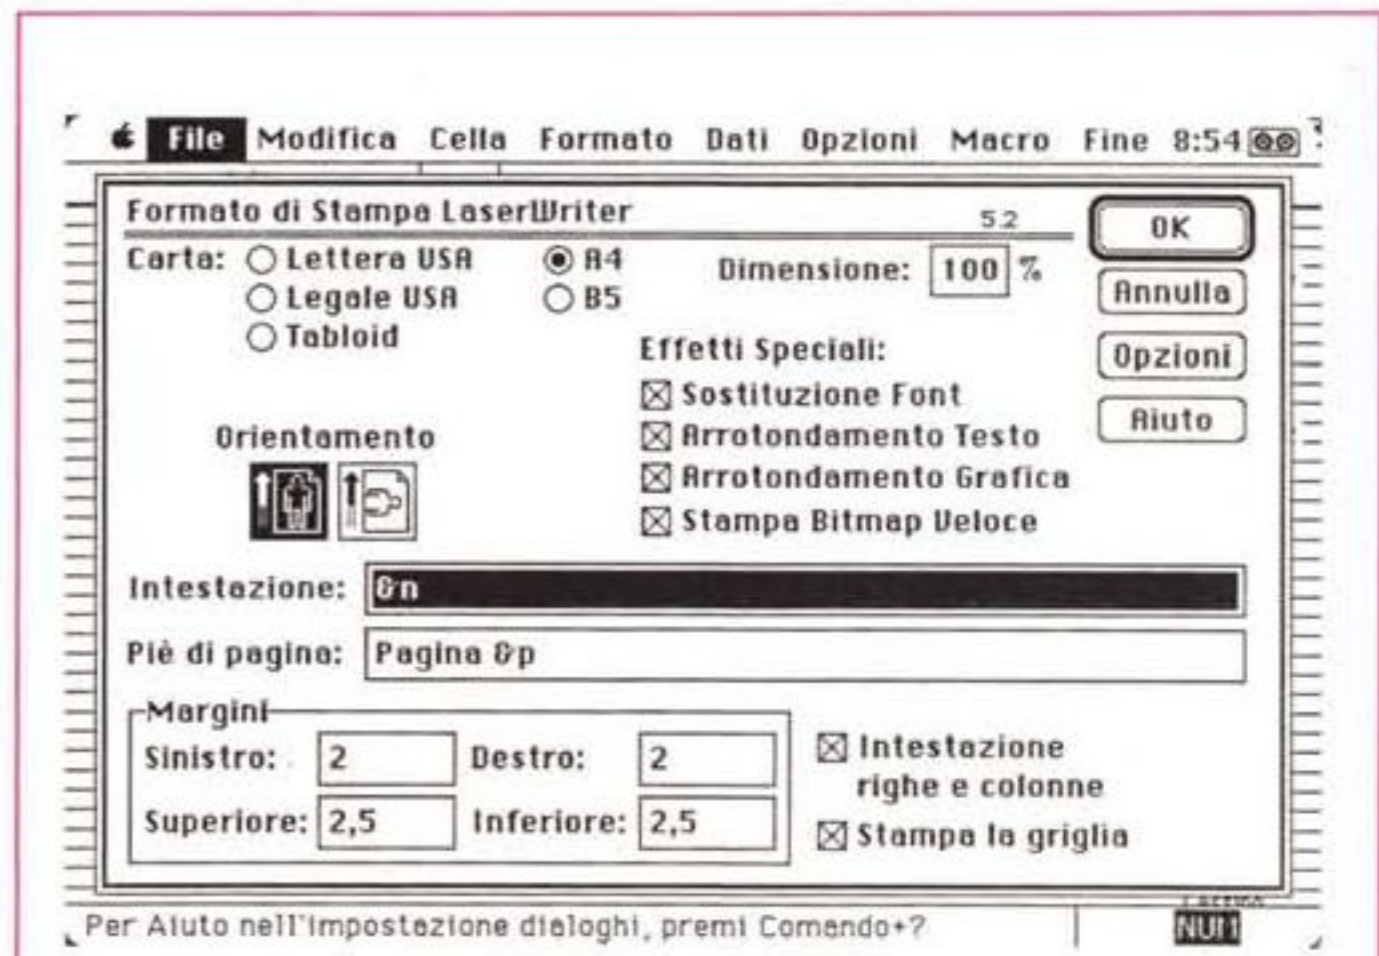 File Modifica Cella Formato Dati Opzioni Macro Fine 8:54
Formato di Stampa LaserWriter 5.2
OK
Carta: Lettera USA A4 Dimensione: 100 %
Legale USA B5
Annulla
Tabloid
Effetti Speciali:
Opzioni
Sostituzione Font
Aiuto
Orientamento
Arrotondamento Testo
Arrotondamento Grafica
Stampa Bitmap Veloce
Intestazione: &n
Piè di pagina: Pagina &p
Margini
Sinistro: 2 Destro: 2
Intestazione
righe e colonne
Superiore: 2,5 Inferiore: 2,5
Stampa la griglia
Per Aiuto nell'impostazione dialoghi, premi Comando+?
NUM